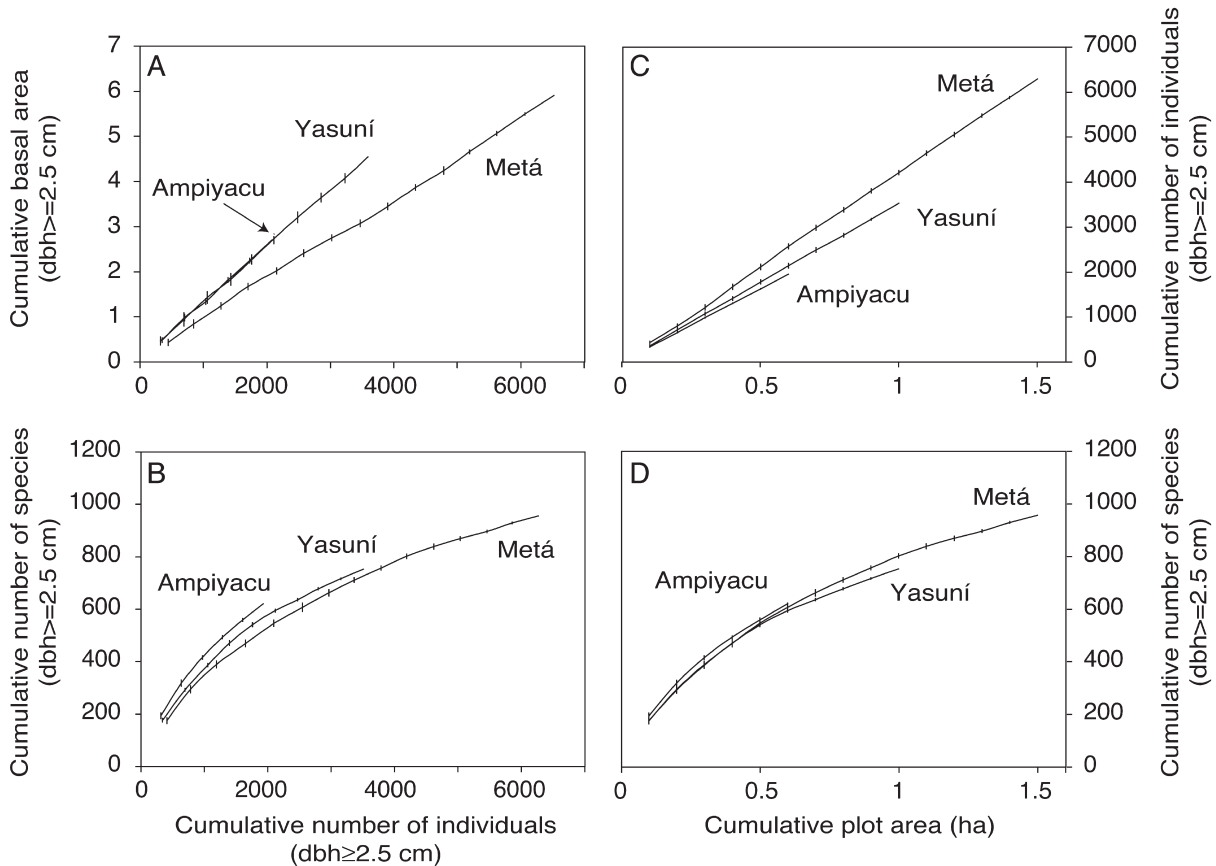 A
7
6
5
4
3
2
1
0
Cumulative basal area
(dbh>=2.5 cm)
Yasuní
Ampiyacu
Metá
0 2000 4000 6000
C
7000
6000
5000
4000
3000
2000
1000
0
Cumulative number of individuals
(dbh>=2.5 cm)
Metá
Yasuní
Ampiyacu
0 0.5 1 1.5
B
1200
1000
800
600
400
200
0
Cumulative number of species
(dbh>=2.5 cm)
Yasuní
Ampiyacu
Metá
0 2000 4000 6000
Cumulative number of individuals
(dbh≥2.5 cm)
D
1200
1000
800
600
400
200
0
Cumulative number of species
(dbh>=2.5 cm)
Metá
Ampiyacu
Yasuní
0 0.5 1 1.5
Cumulative plot area (ha)